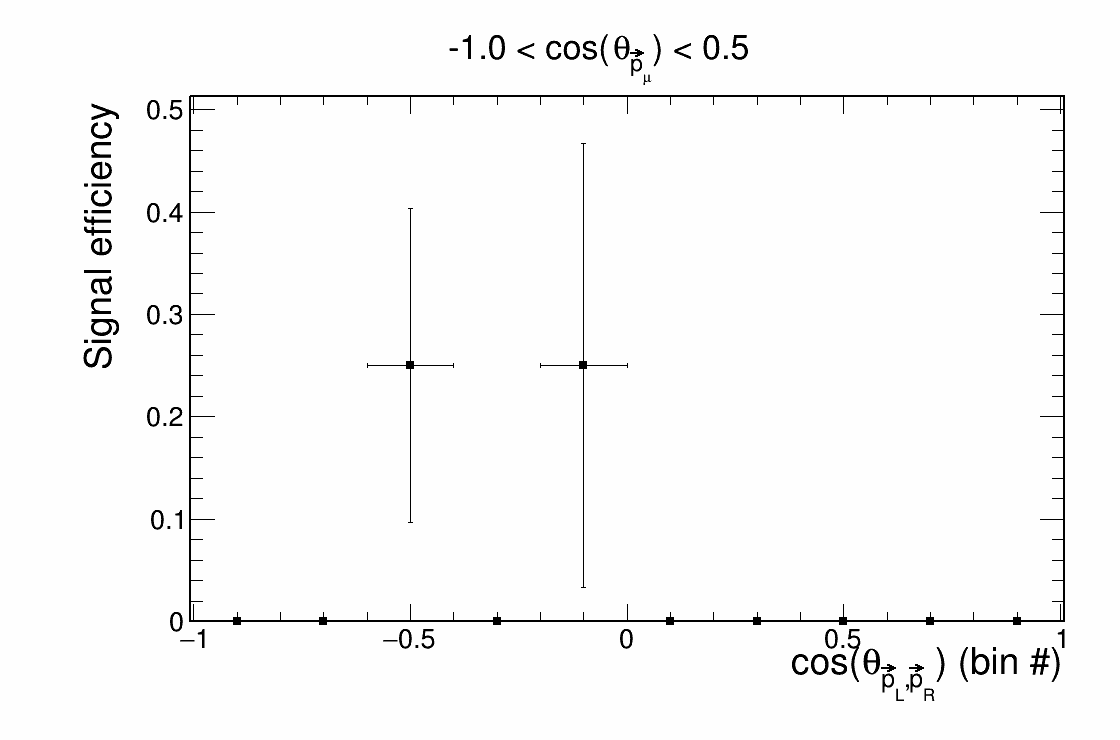 -1.0 < cos(θ_p⃗_μ) < 0.5
Signal efficiency
0.5
0.4
0.3
0.2
0.1
0
−1 −0.5 0 0.5 1
cos(θ_p⃗_L,p⃗_R) (bin #)